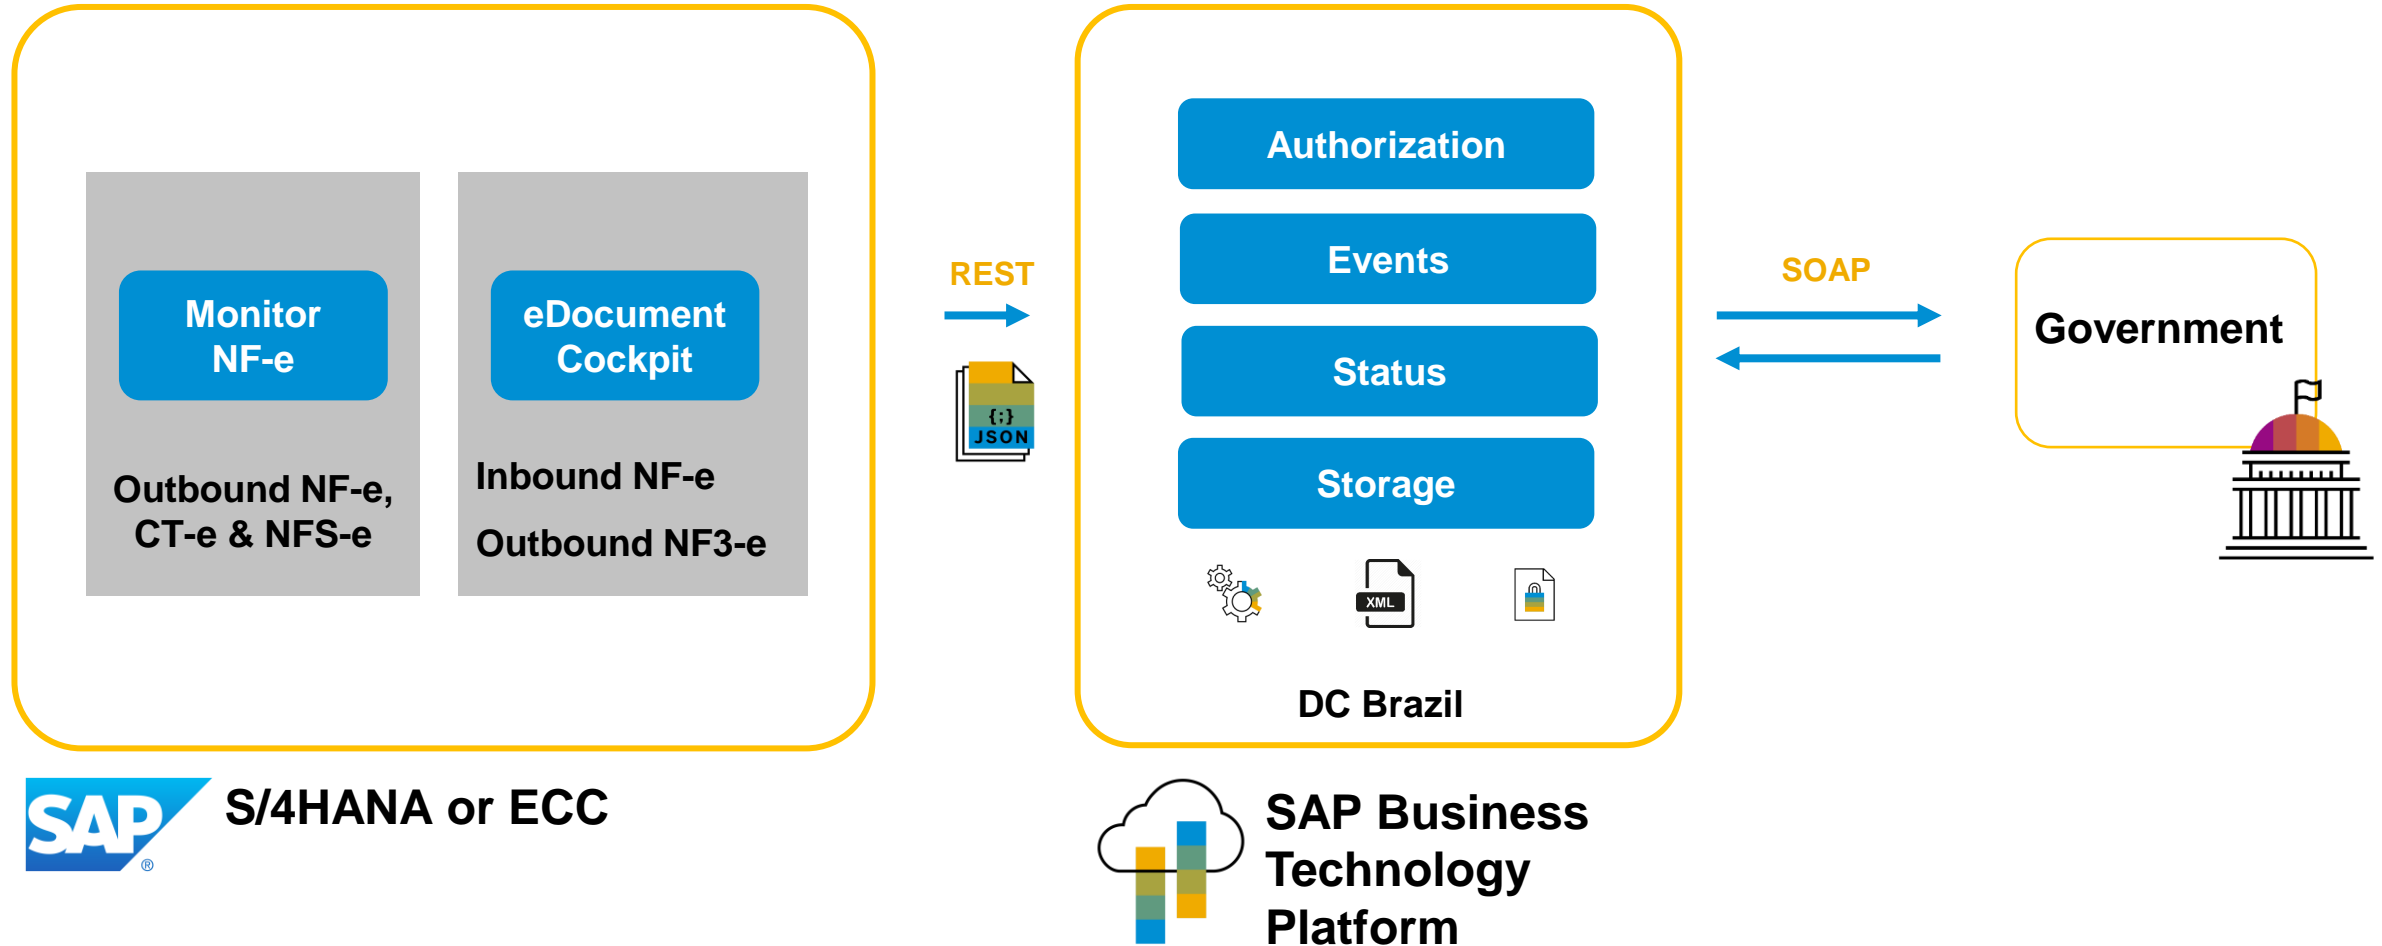 Monitor
NF-e
Outbound NF-e,
CT-e & NFS-e
eDocument
Cockpit
Inbound NF-e
Outbound NF3-e
SAP
®
S/4HANA or ECC
REST
{;}
JSON
Authorization
Events
Status
Storage
XML
DC Brazil
SAP Business
Technology
Platform
SOAP
Government